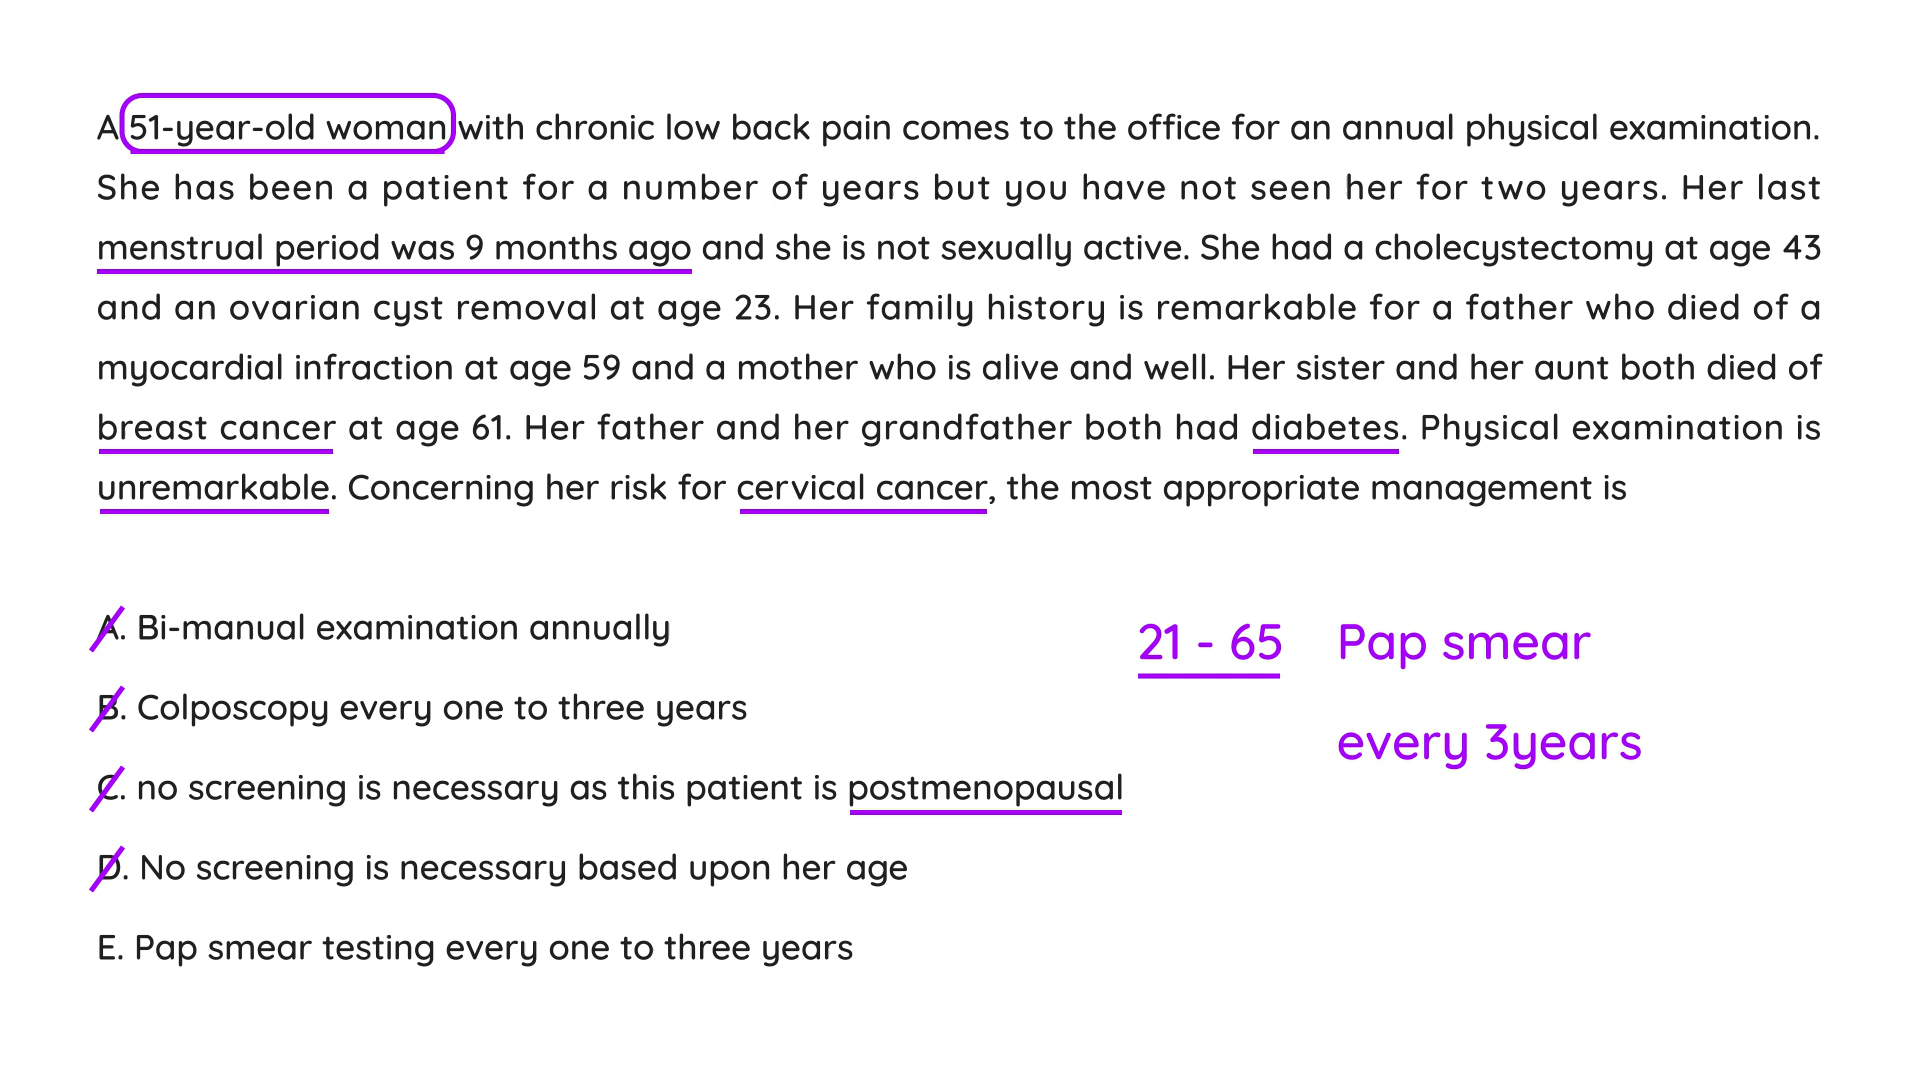 A 51-year-old woman with chronic low back pain comes to the office for an annual physical examination.
She has been a patient for a number of years but you have not seen her for two years. Her last
menstrual period was 9 months ago and she is not sexually active. She had a cholecystectomy at age 43
and an ovarian cyst removal at age 23. Her family history is remarkable for a father who died of a
myocardial infraction at age 59 and a mother who is alive and well. Her sister and her aunt both died of
breast cancer at age 61. Her father and her grandfather both had diabetes. Physical examination is
unremarkable. Concerning her risk for cervical cancer, the most appropriate management is
A. Bi-manual examination annually
B. Colposcopy every one to three years
C. no screening is necessary as this patient is postmenopausal
D. No screening is necessary based upon her age
E. Pap smear testing every one to three years
21 - 65 Pap smear
every 3years